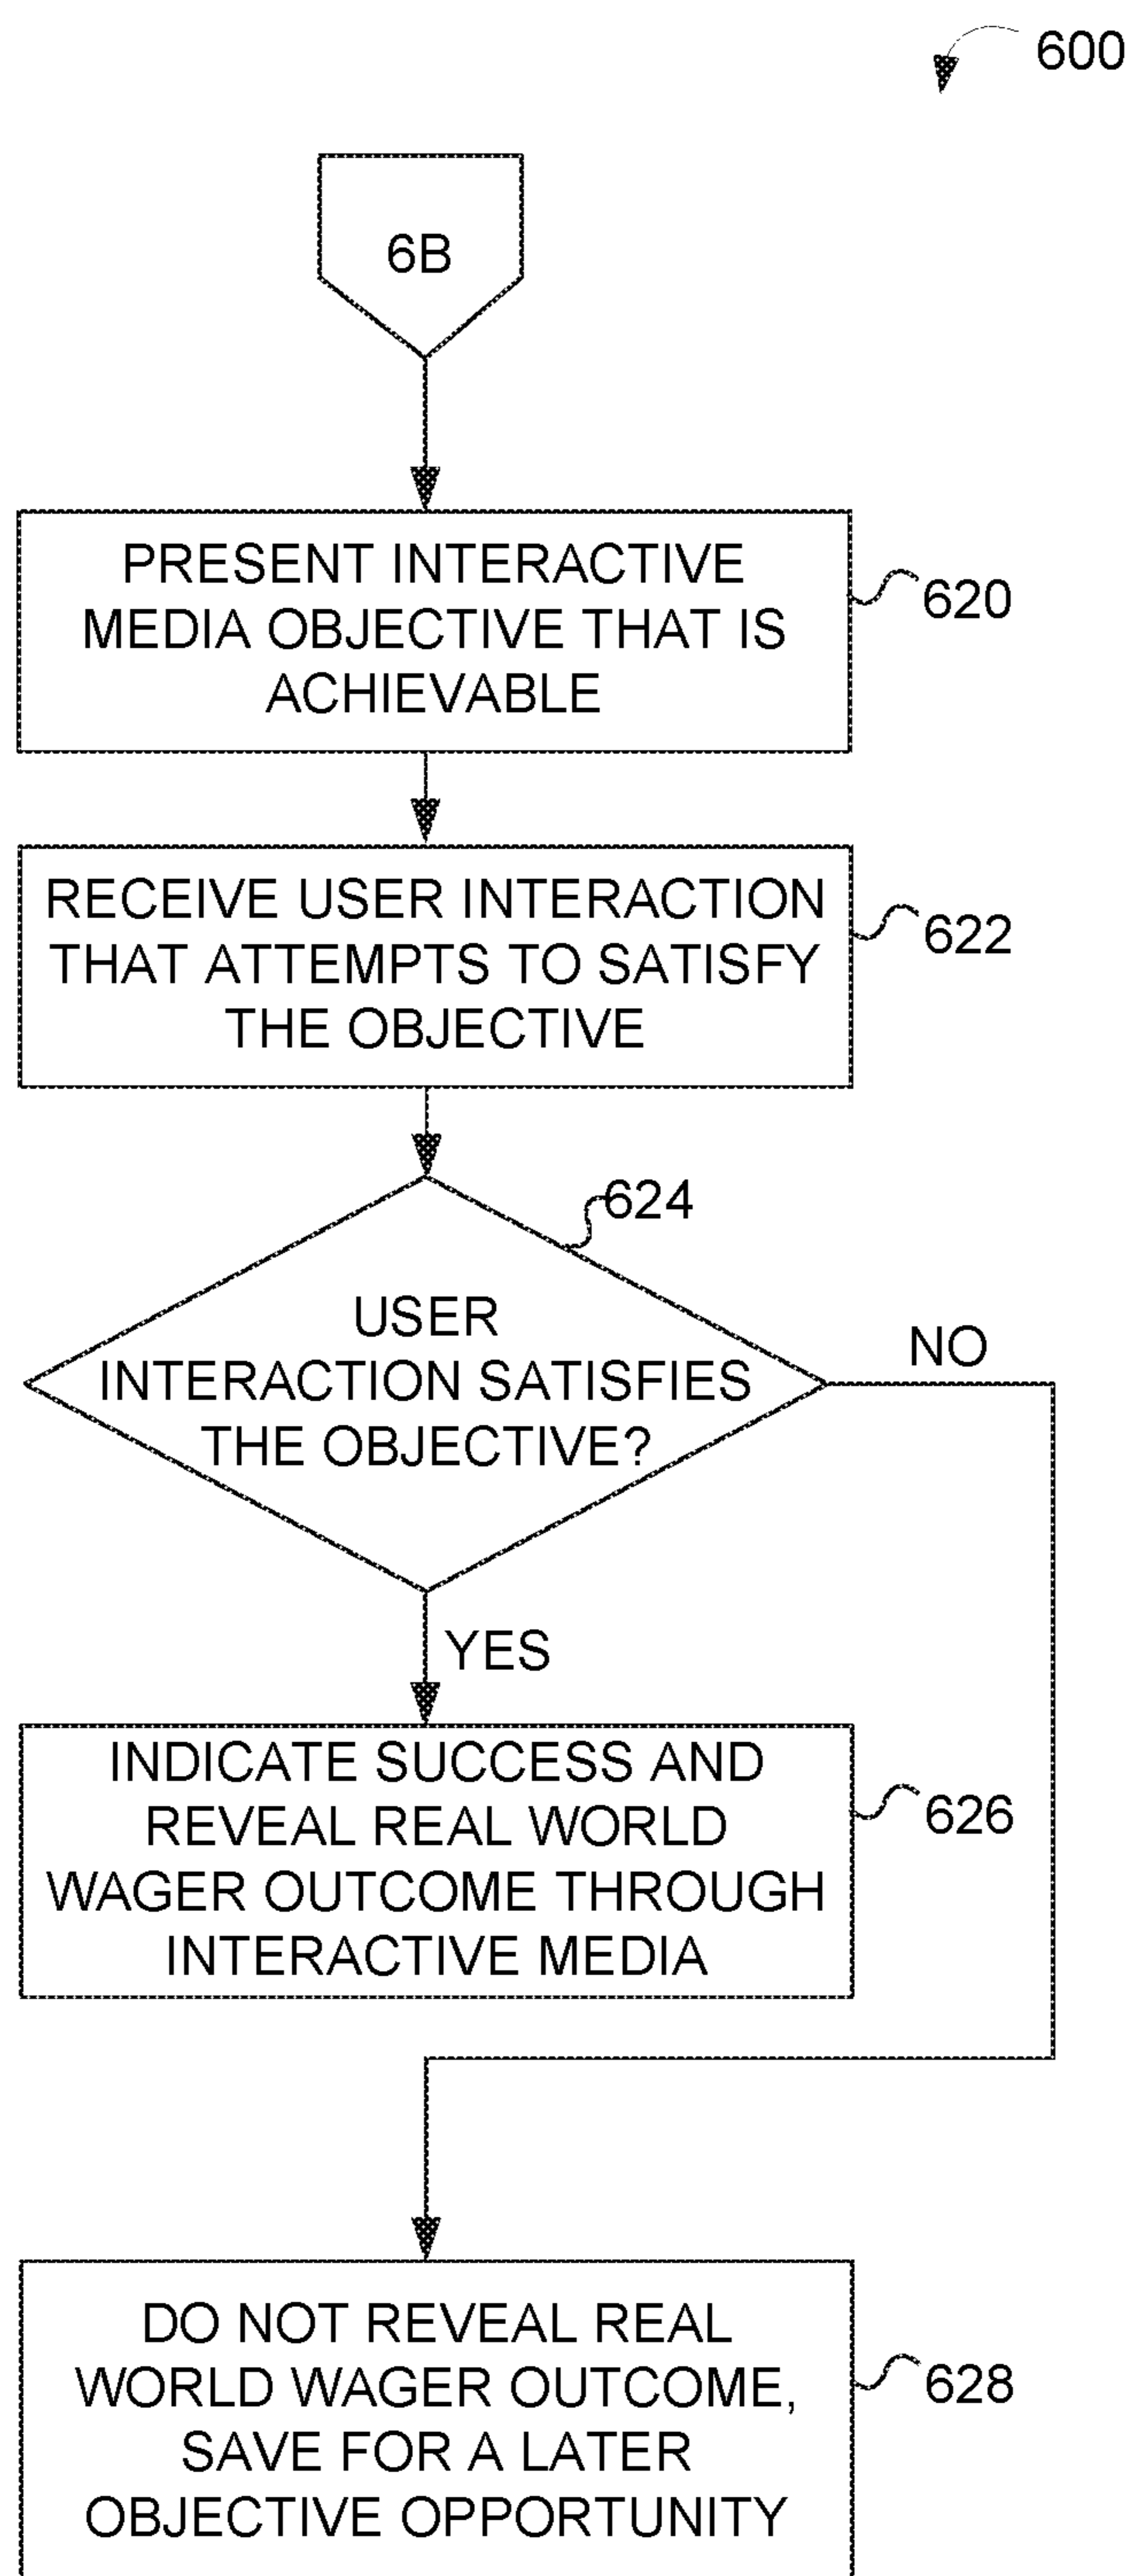 600
6B
PRESENT INTERACTIVE
MEDIA OBJECTIVE THAT IS
ACHIEVABLE
620
RECEIVE USER INTERACTION
THAT ATTEMPTS TO SATISFY
THE OBJECTIVE
622
624
USER
INTERACTION SATISFIES
THE OBJECTIVE?
NO
YES
INDICATE SUCCESS AND
REVEAL REAL WORLD
WAGER OUTCOME THROUGH
INTERACTIVE MEDIA
626
DO NOT REVEAL REAL
WORLD WAGER OUTCOME,
SAVE FOR A LATER
OBJECTIVE OPPORTUNITY
628